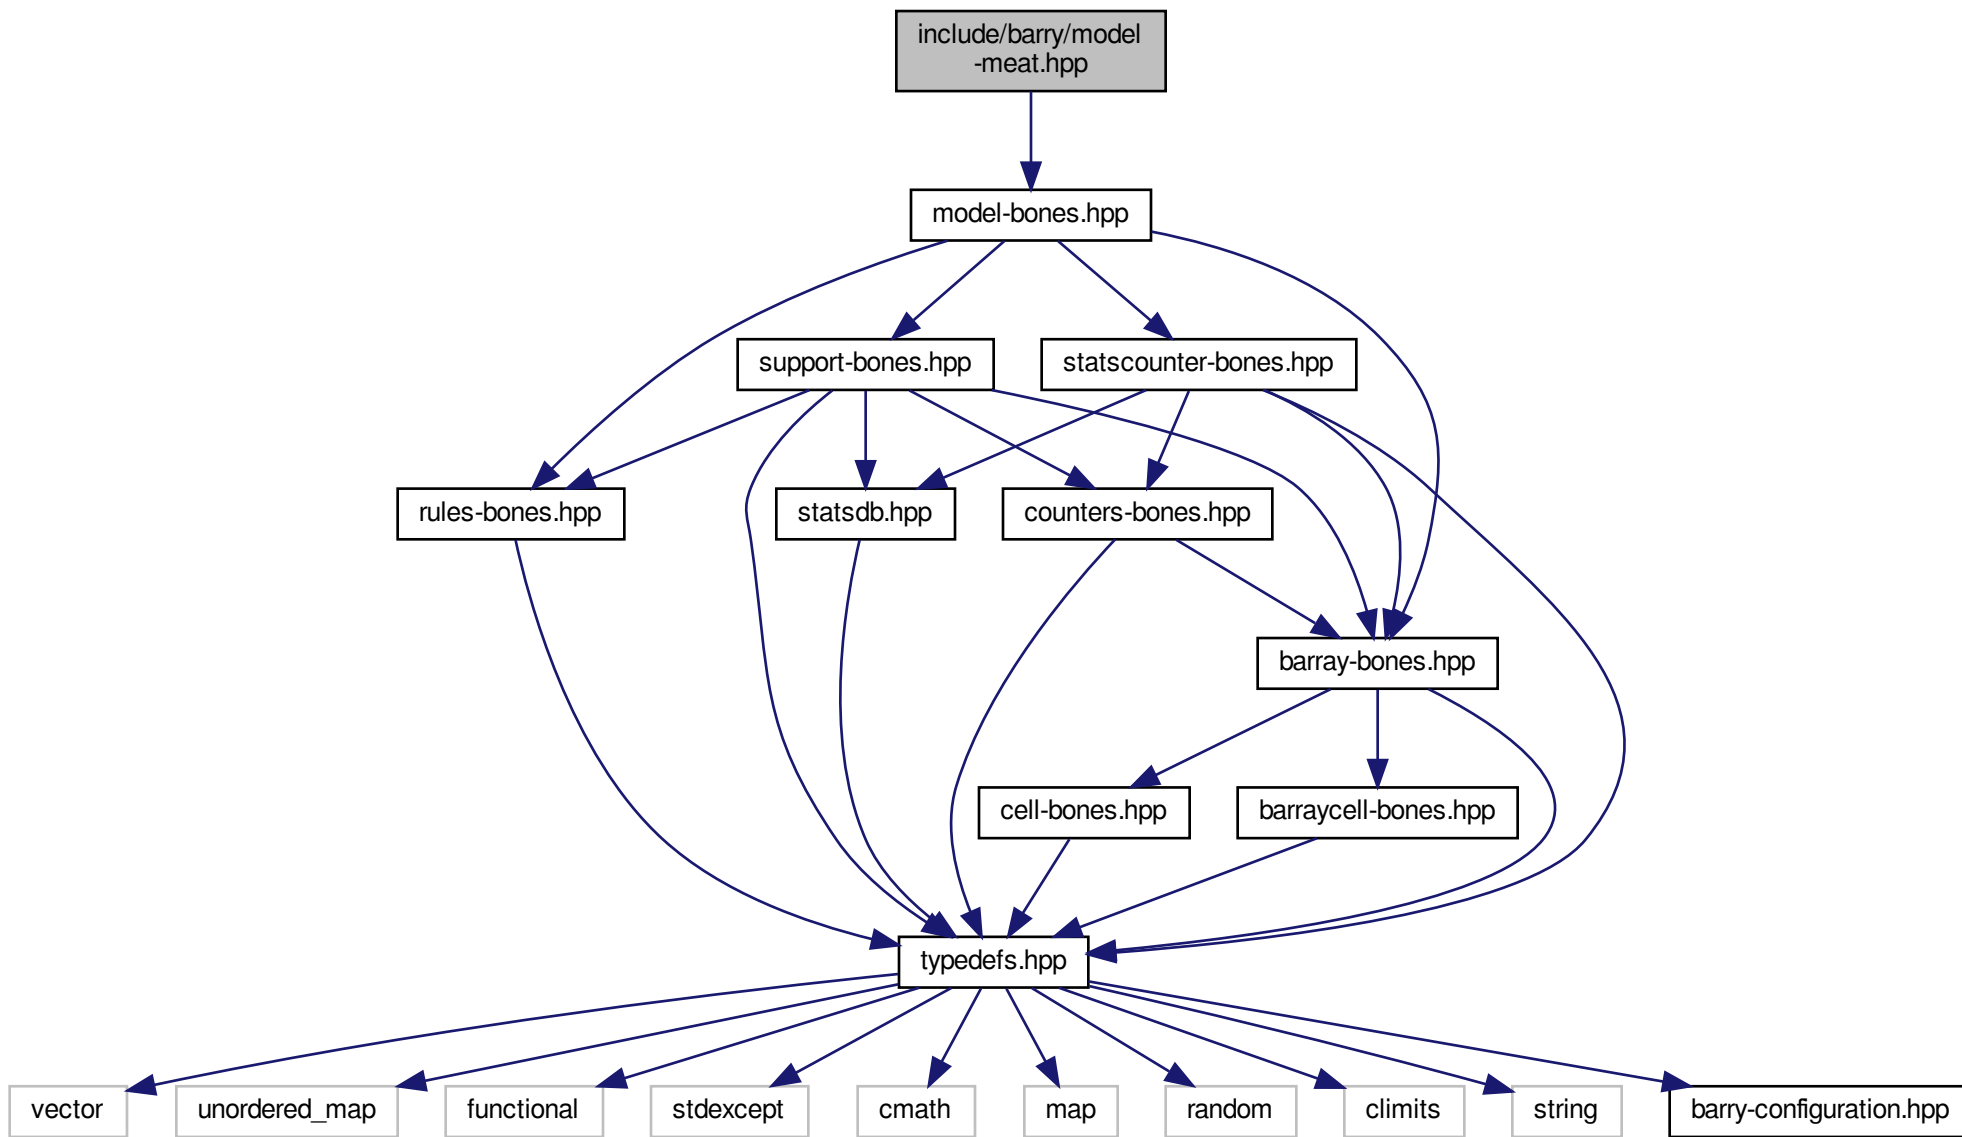 include/barry/model
-meat.hpp
model-bones.hpp
support-bones.hpp
statscounter-bones.hpp
rules-bones.hpp
statsdb.hpp
counters-bones.hpp
barray-bones.hpp
cell-bones.hpp
barraycell-bones.hpp
typedefs.hpp
vector
unordered_map
functional
stdexcept
cmath
map
random
climits
string
barry-configuration.hpp